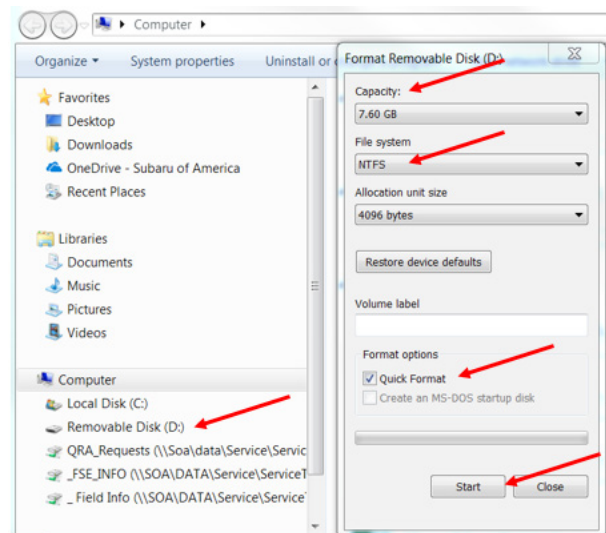 Computer
Organize
System properties
Uninstall or
Favorites
Desktop
Downloads
OneDrive - Subaru of America
Recent Places
Libraries
Documents
Music
Pictures
Videos
Computer
Local Disk (C:)
Removable Disk (D:)
QRA_Requests (\\Soa\data\Service\Servic
_FSE_INFO (\\SOA\DATA\Service\ServiceT
_ Field Info (\\SOA\DATA\Service\Service
Format Removable Disk (D:)
Capacity:
7.60 GB
File system
NTFS
Allocation unit size
4096 bytes
Restore device defaults
Volume label
Format options
Quick Format
Create an MS-DOS startup disk
Start
Close